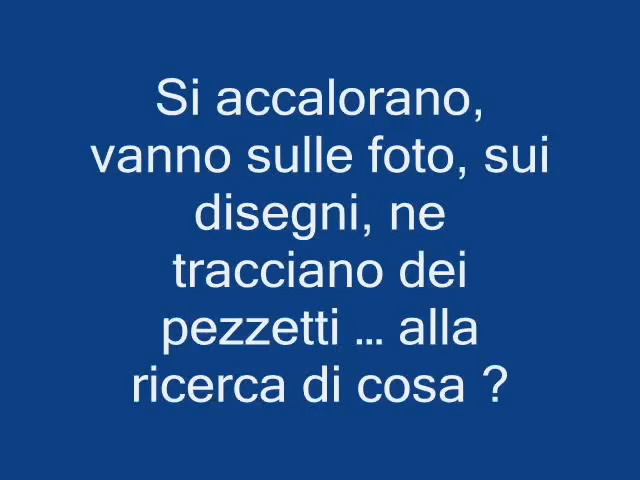 Si accalorano,
vanno sulle foto, sui
disegni, ne
tracciano dei
pezzetti ... alla
ricerca di cosa ?